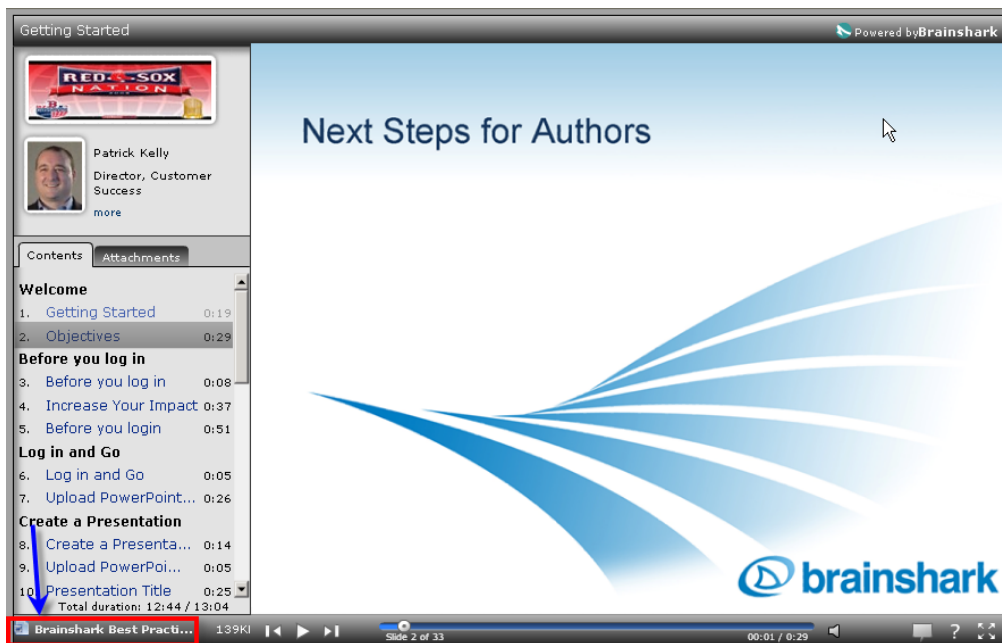 Getting Started
Powered byBrainshark
RED SOX
NATION
Patrick Kelly
Director, Customer
Success
more
Contents
Attachments
Welcome
1. Getting Started 0:19
2. Objectives 0:29
Before you log in
3. Before you log in 0:08
4. Increase Your Impact 0:37
5. Before you login 0:51
Log in and Go
6. Log in and Go 0:05
7. Upload PowerPoint... 0:26
Create a Presentation
8. Create a Presenta... 0:14
9. Upload PowerPoi... 0:05
10 Presentation Title 0:25
Total duration: 12:44 / 13:04
Next Steps for Authors
brainshark
Brainshark Best Practi...
139KI
Slide 2 of 33
00:01 / 0:29
?